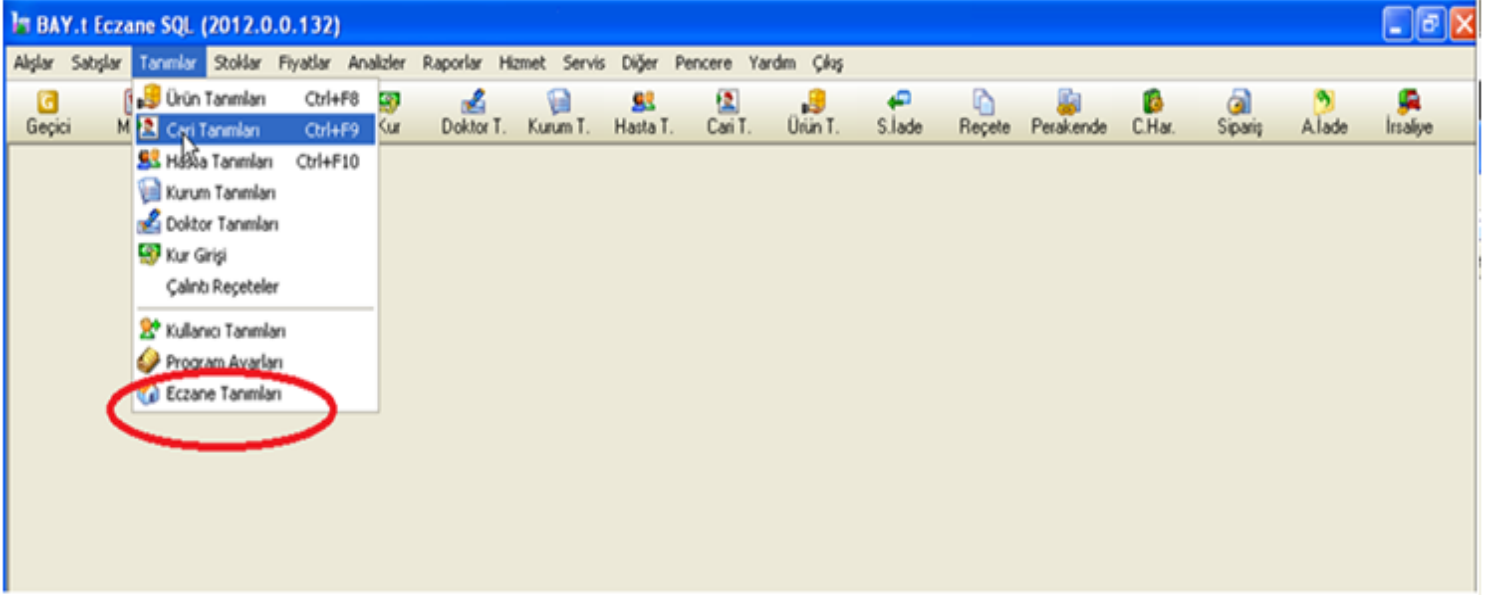 BAY.t Eczane SQL (2012.0.0.132)
Alışlar Satışlar Tanımlar Stoklar Fiyatlar Analizler Raporlar Hizmet Servis Diğer Pencere Yardım Çıkış
Geçici M Kur Doktor T. Kurum T. Hasta T. Cari T. Ürün T. S.İade Reçete Perakende C.Har. Sipariş A.İade İrsaliye
Ürün Tanımları Ctrl+F8
Cari Tanımları Ctrl+F9
Hasta Tanımları Ctrl+F10
Kurum Tanımları
Doktor Tanımları
Kur Girişi
Çalıntı Reçeteler
Kullanıcı Tanımları
Program Ayarları
Eczane Tanımları